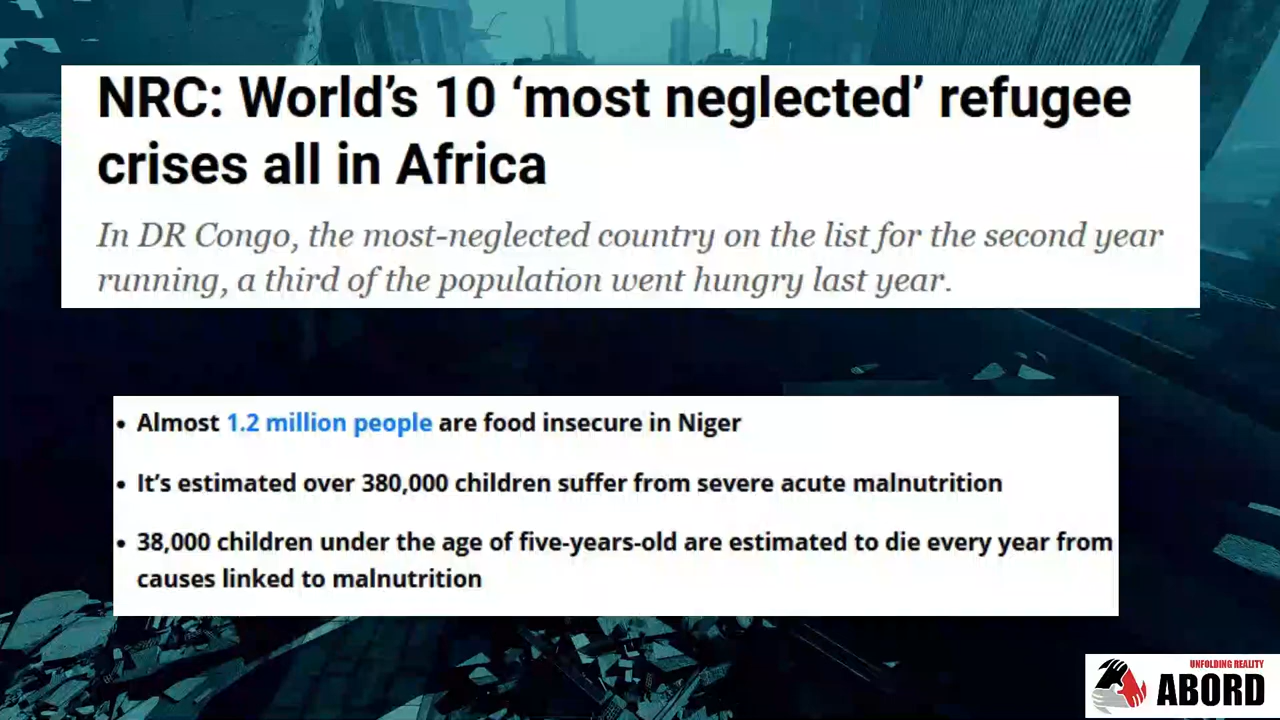 NRC: World’s 10 ‘most neglected’ refugee
crises all in Africa
In DR Congo, the most-neglected country on the list for the second year
running, a third of the population went hungry last year.
• Almost 1.2 million people are food insecure in Niger
• It’s estimated over 380,000 children suffer from severe acute malnutrition
• 38,000 children under the age of five-years-old are estimated to die every year from
causes linked to malnutrition
UNFOLDING REALITY
ABORD